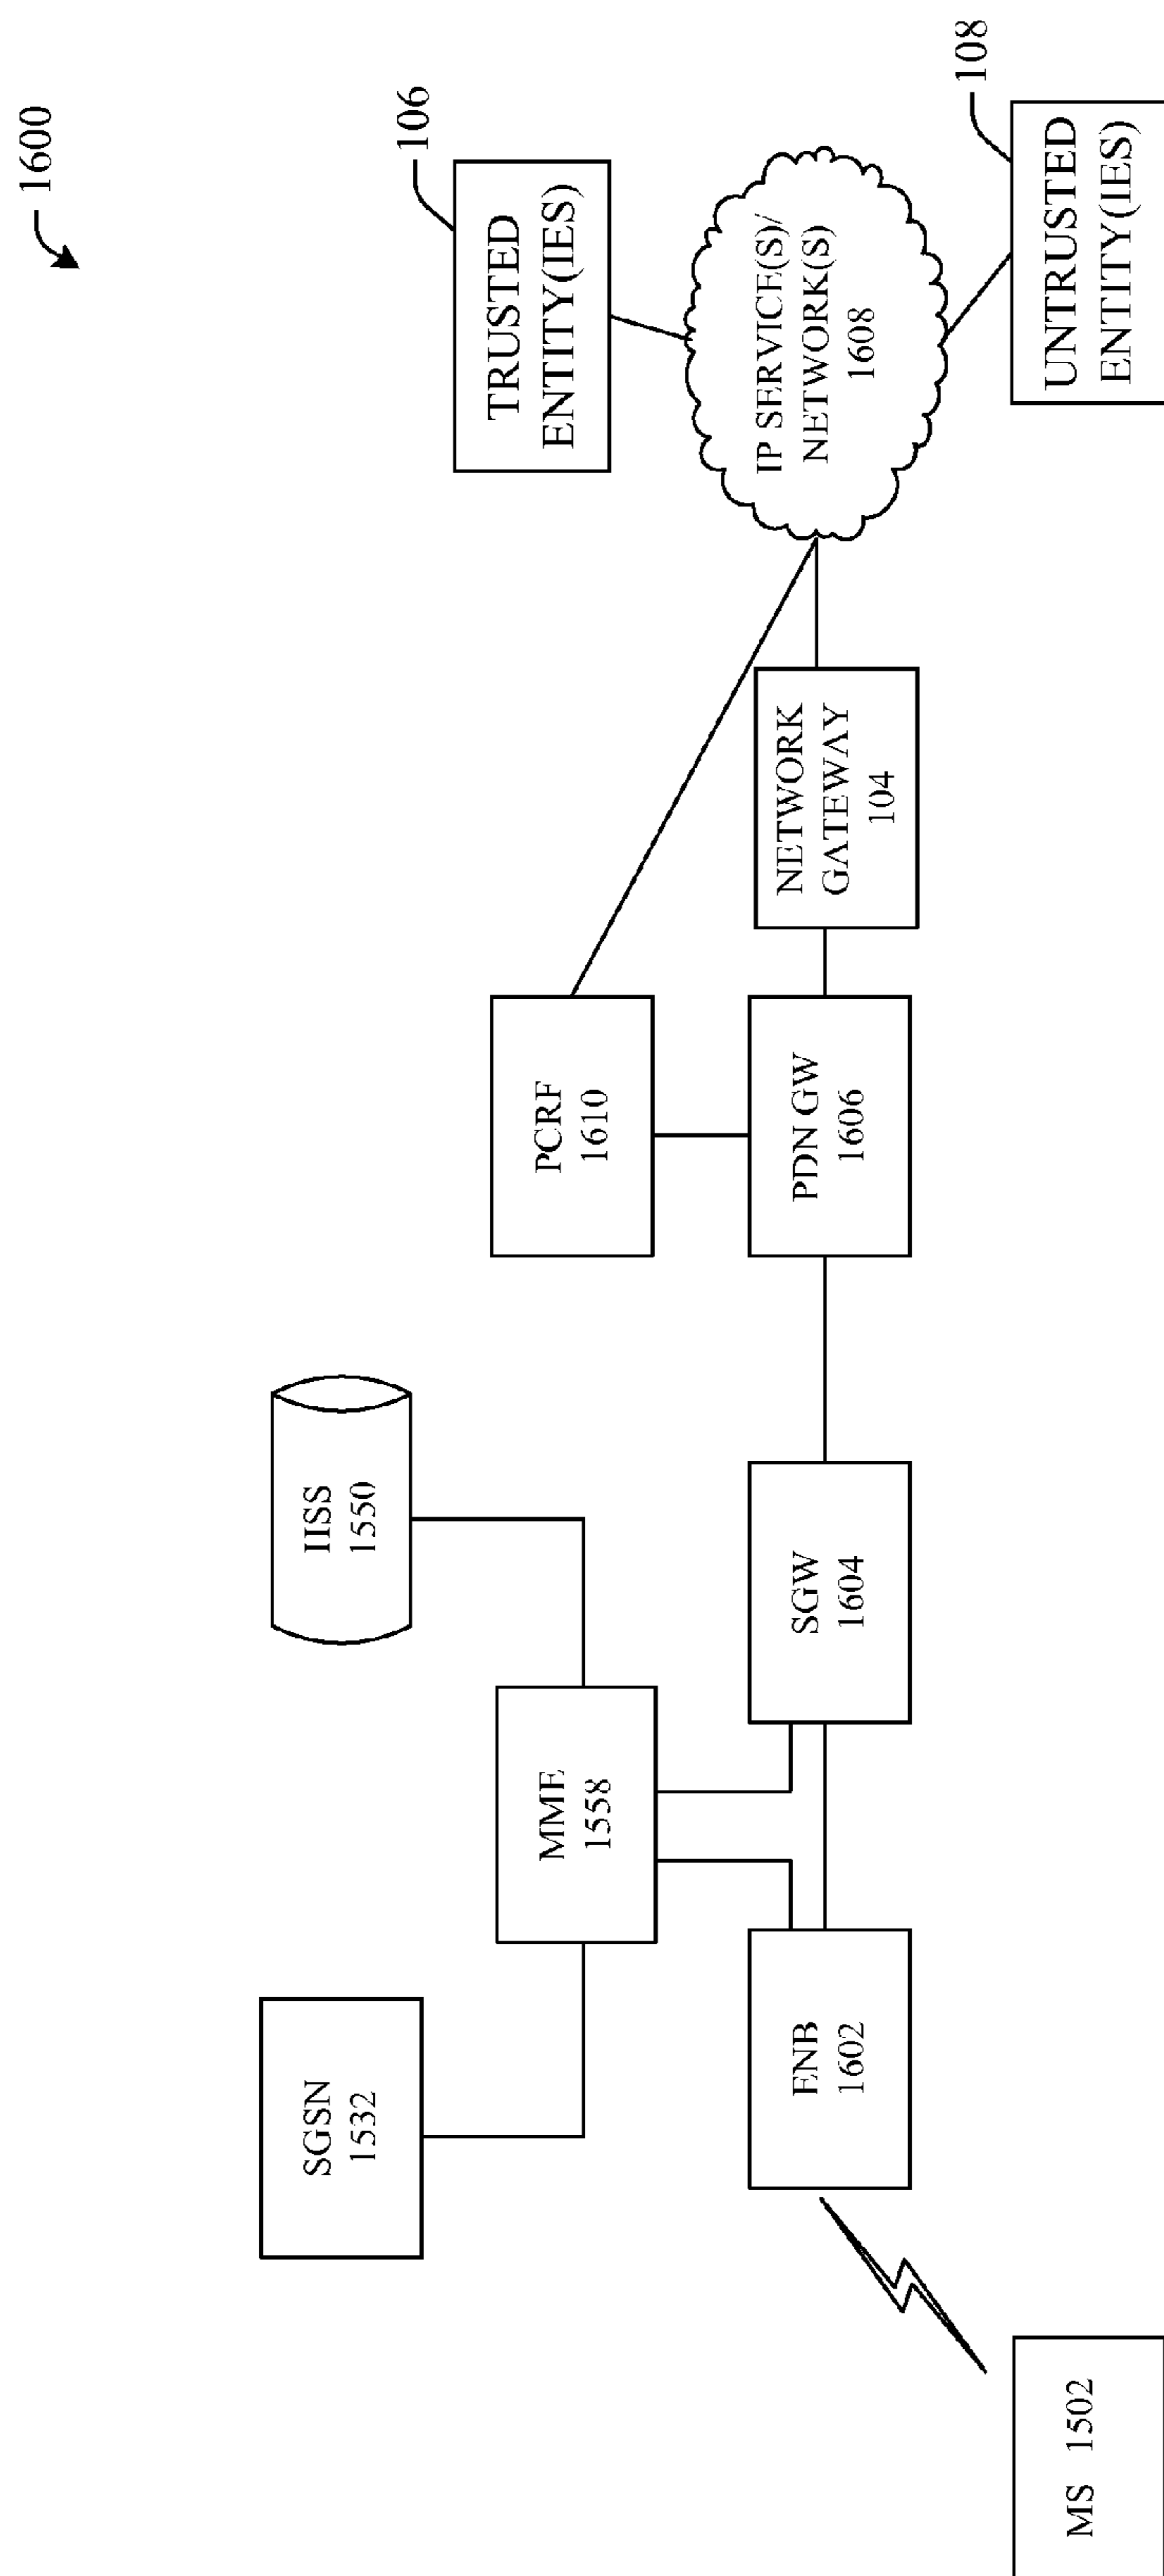 1600
TRUSTED
ENTITY(IES)
106
IP SERVICE(S)/
NETWORK(S)
1608
UNTRUSTED
ENTITY(IES)
108
NETWORK
GATEWAY
104
PCRF
1610
PDN GW
1606
HSS
1550
SGW
1604
MME
1558
SGSN
1532
ENB
1602
MS 1502